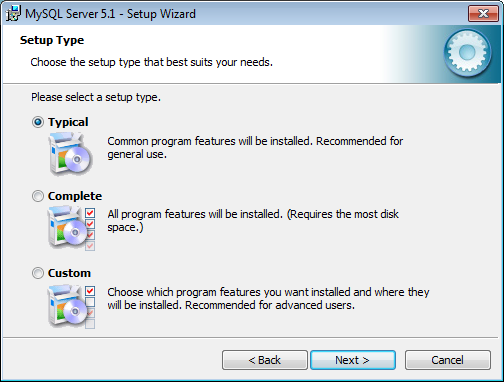 MySQL Server 5.1 - Setup Wizard
Setup Type
Choose the setup type that best suits your needs.
Please select a setup type.
Typical
Common program features will be installed. Recommended for
general use.
Complete
All program features will be installed. (Requires the most disk
space.)
Custom
Choose which program features you want installed and where they
will be installed. Recommended for advanced users.
< Back Next > Cancel